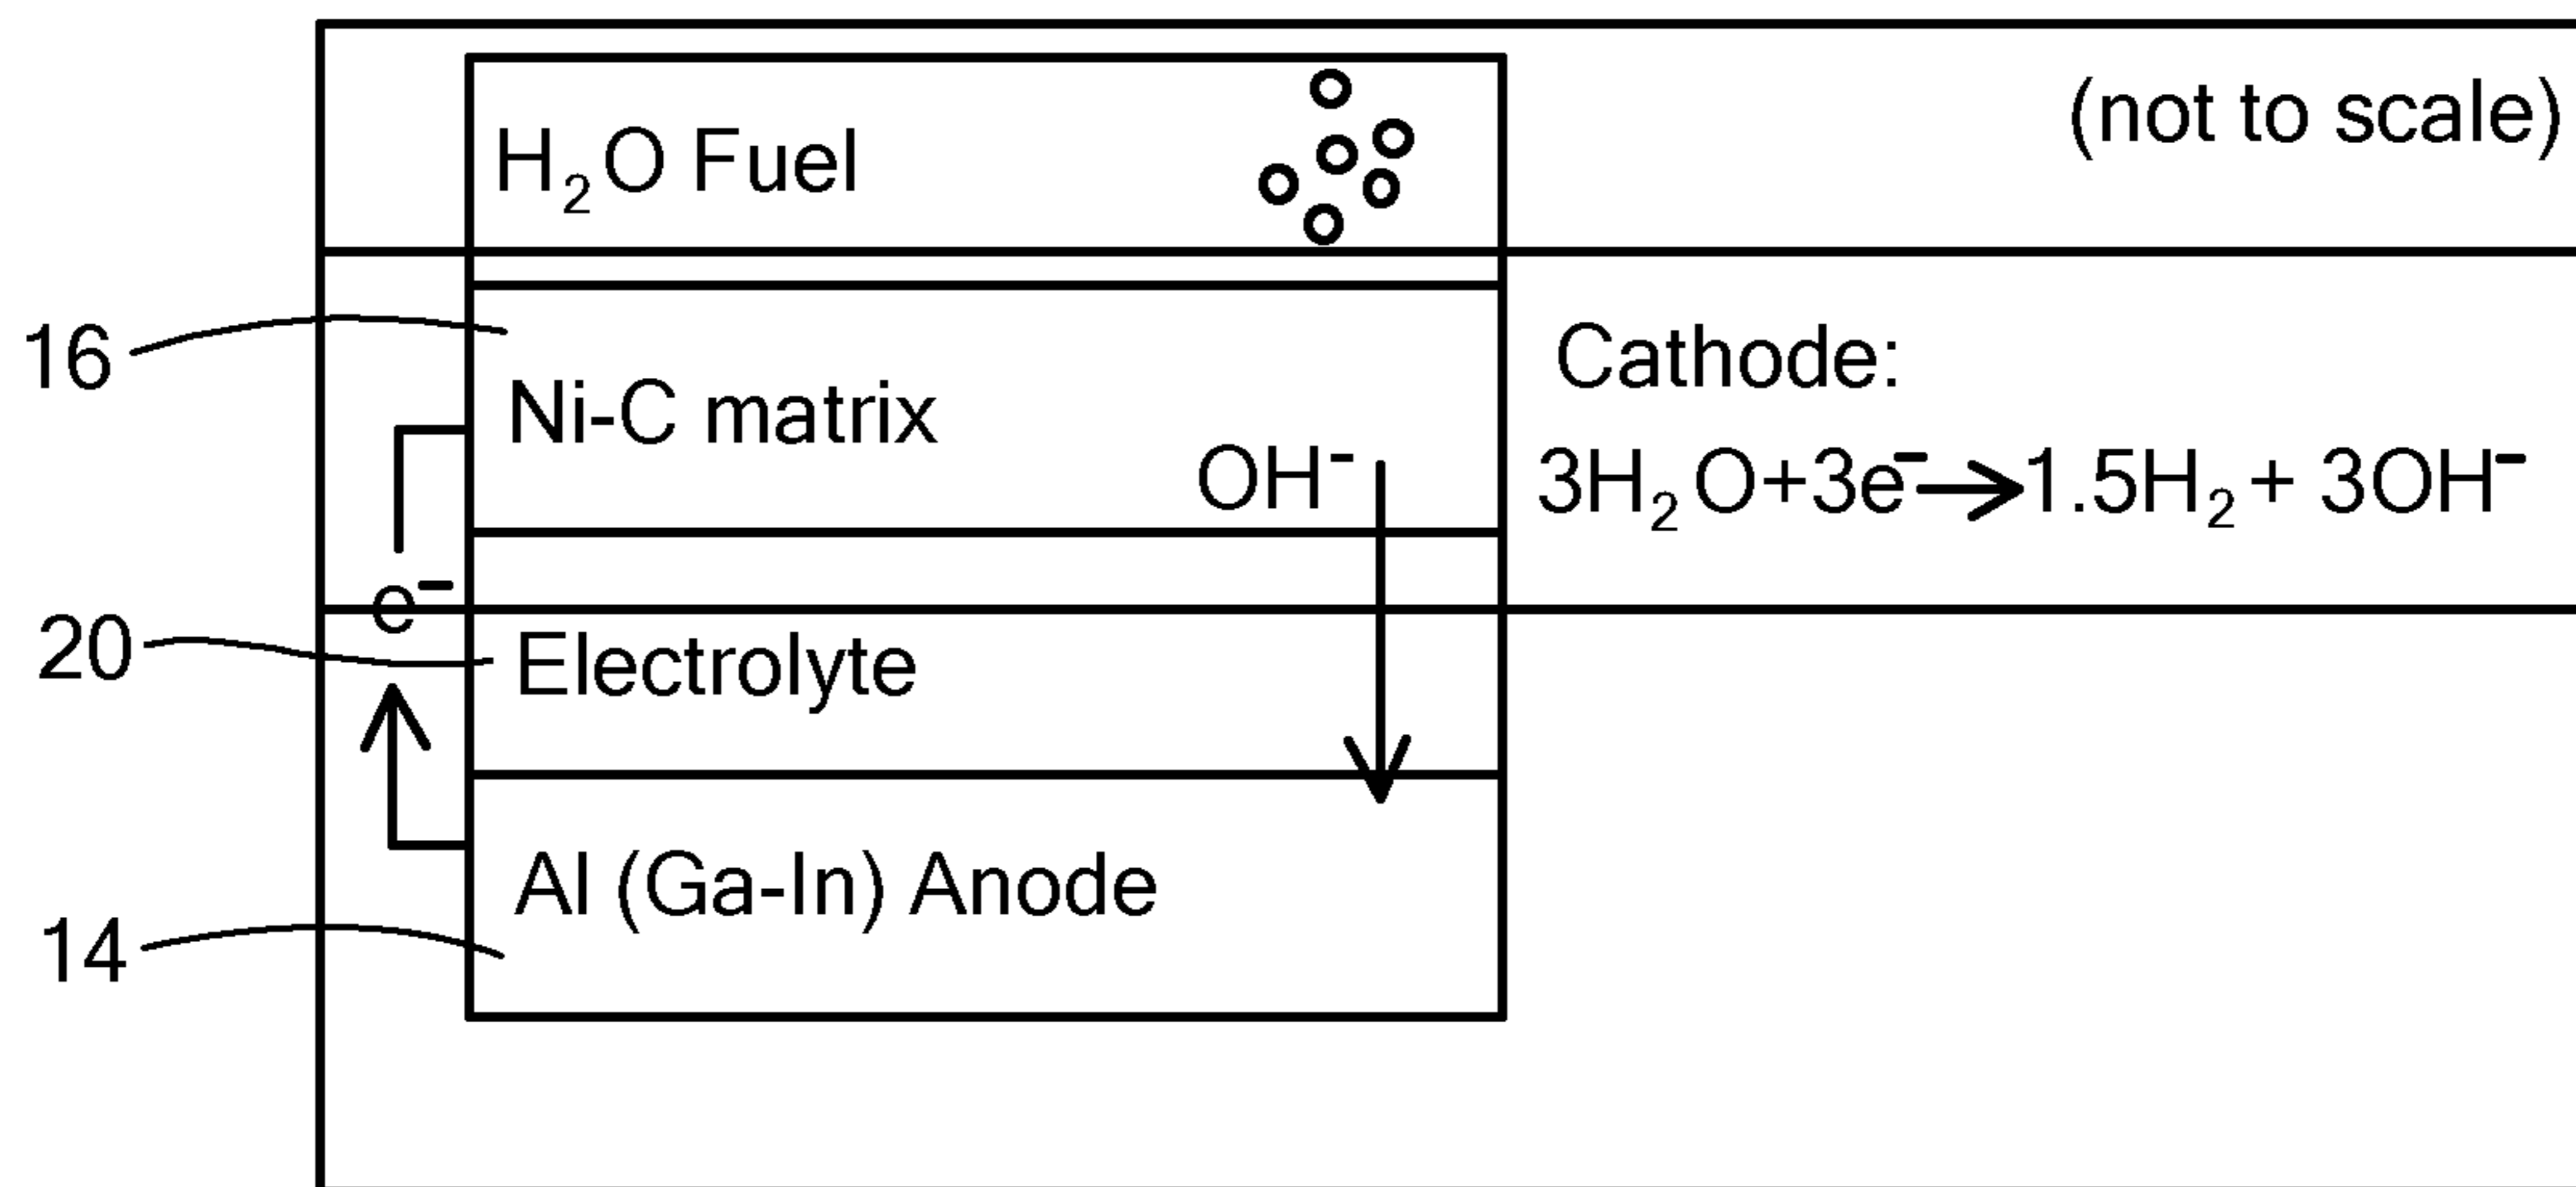 (not to scale)
H₂O Fuel
16
Cathode:
Ni-C matrix
OH⁻
3H₂O+3e⁻→1.5H₂+ 3OH⁻
e⁻
20
Electrolyte
Al (Ga-In) Anode
14